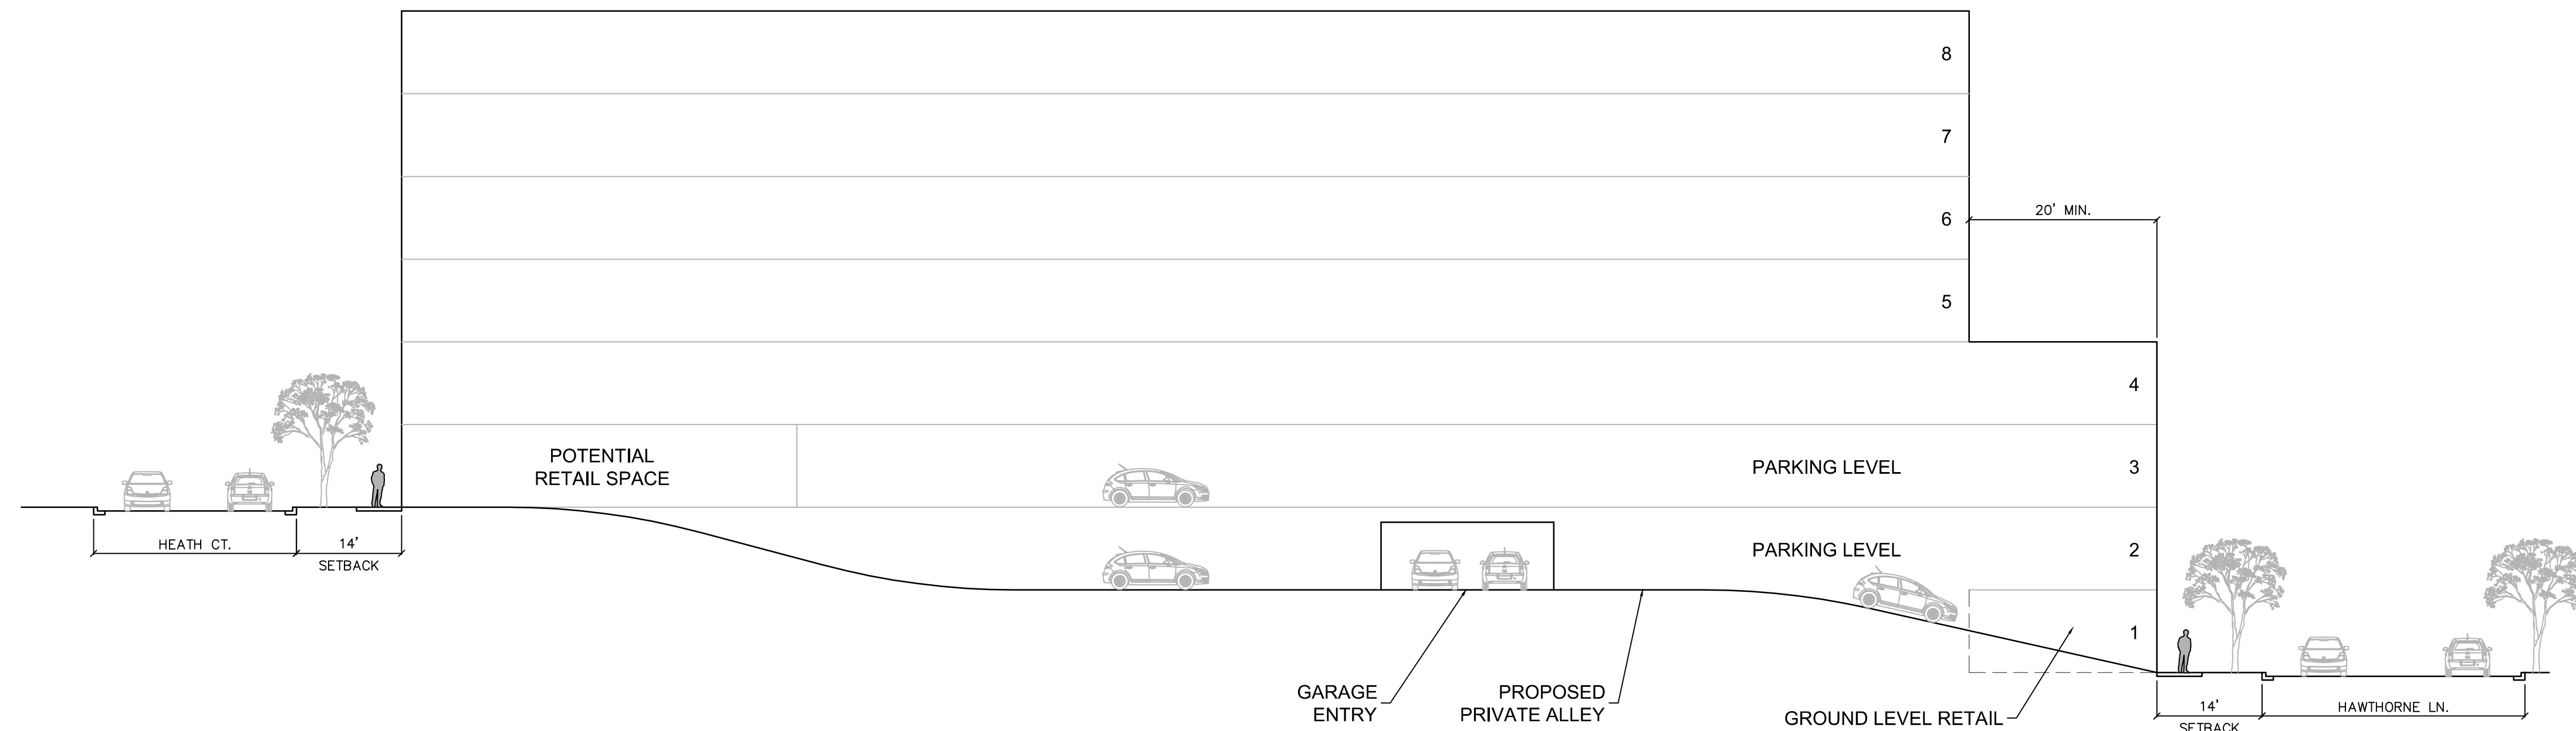 8
7
6
20' MIN.
5
4
POTENTIAL
RETAIL SPACE
PARKING LEVEL
3
HEATH CT.
14'
SETBACK
PARKING LEVEL
2
1
GARAGE
ENTRY
PROPOSED
PRIVATE ALLEY
GROUND LEVEL RETAIL
14'
SETBACK
HAWTHORNE LN.